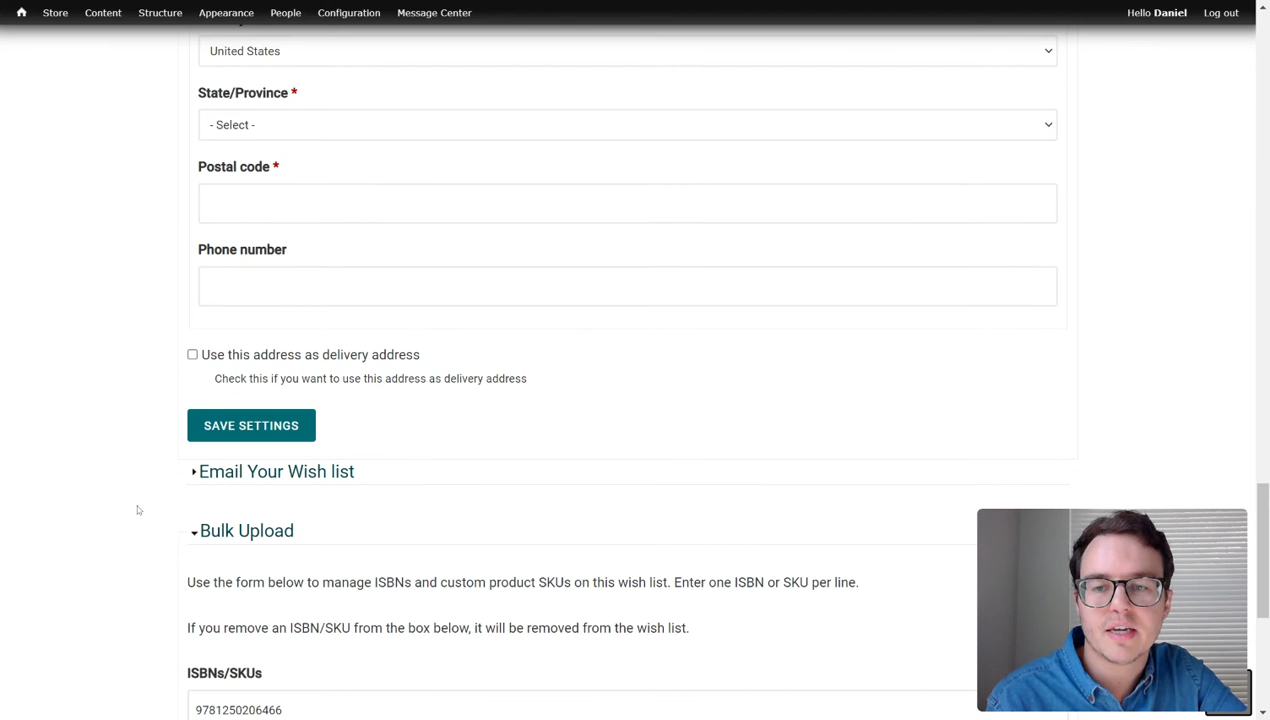 Store Content Structure Appearance People Configuration Message Center Hello Daniel Log out
United States
State/Province *
- Select -
Postal code *
Phone number
Use this address as delivery address
Check this if you want to use this address as delivery address
SAVE SETTINGS
Email Your Wish list
Bulk Upload
Use the form below to manage ISBNs and custom product SKUs on this wish list. Enter one ISBN or SKU per line.
If you remove an ISBN/SKU from the box below, it will be removed from the wish list.
ISBNs/SKUs
9781250206466